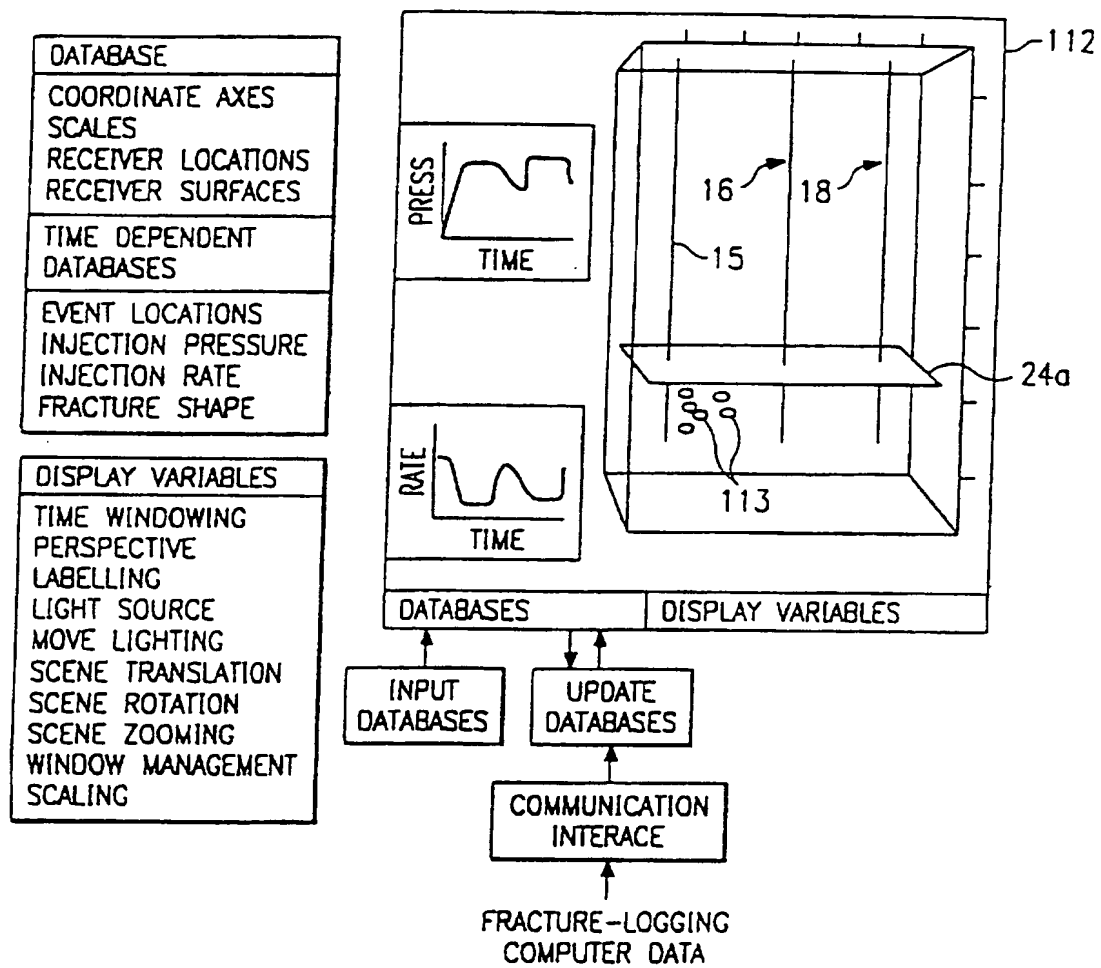 DATABASE
COORDINATE AXES
SCALES
RECEIVER LOCATIONS
RECEIVER SURFACES
TIME DEPENDENT
DATABASES
EVENT LOCATIONS
INJECTION PRESSURE
INJECTION RATE
FRACTURE SHAPE
DISPLAY VARIABLES
TIME WINDOWING
PERSPECTIVE
LABELLING
LIGHT SOURCE
MOVE LIGHTING
SCENE TRANSLATION
SCENE ROTATION
SCENE ZOOMING
WINDOW MANAGEMENT
SCALING
PRESS
TIME
RATE
TIME
112
16
18
15
24a
113
DATABASES
DISPLAY VARIABLES
INPUT
DATABASES
UPDATE
DATABASES
COMMUNICATION
INTERACE
FRACTURE-LOGGING
COMPUTER DATA